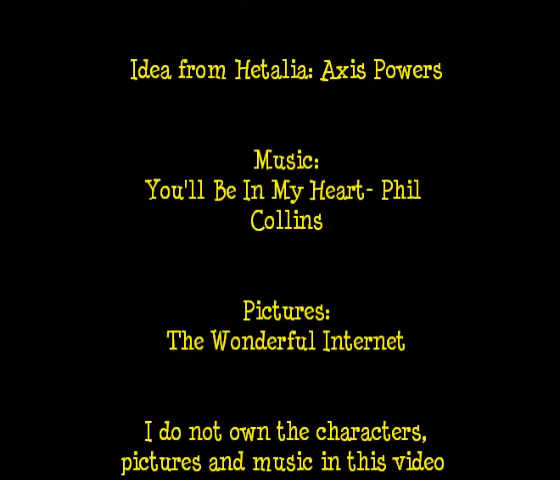 Idea from Hetalia: Axis Powers
Music:
You'll Be In My Heart- Phil
Collins
Pictures:
The Wonderful Internet
I do not own the characters,
pictures and music in this video